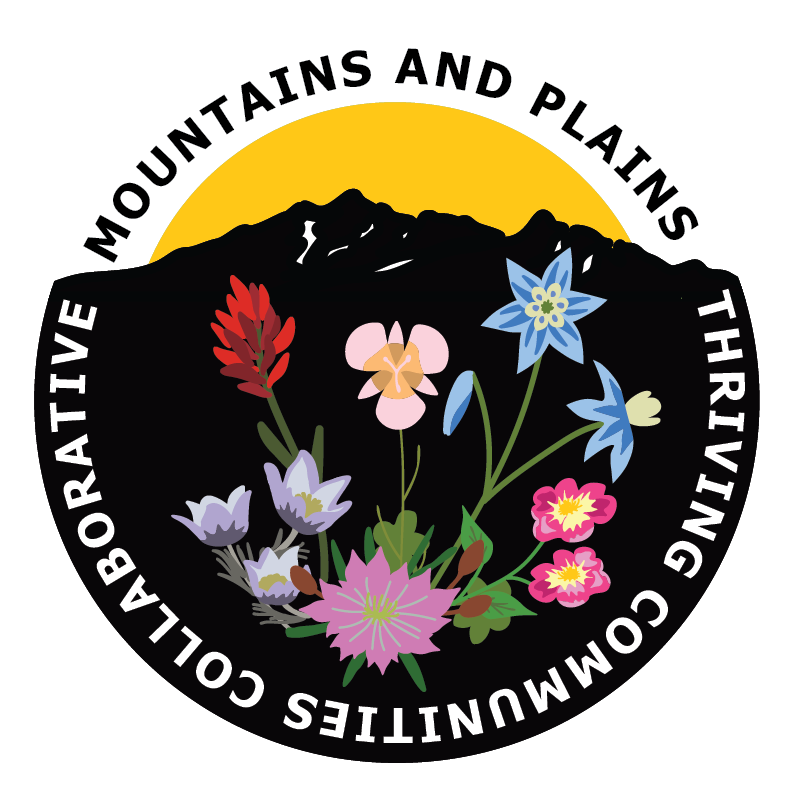 MOUNTAINS AND PLAINS
THRIVING COMMUNITIES COLLABORATIVE